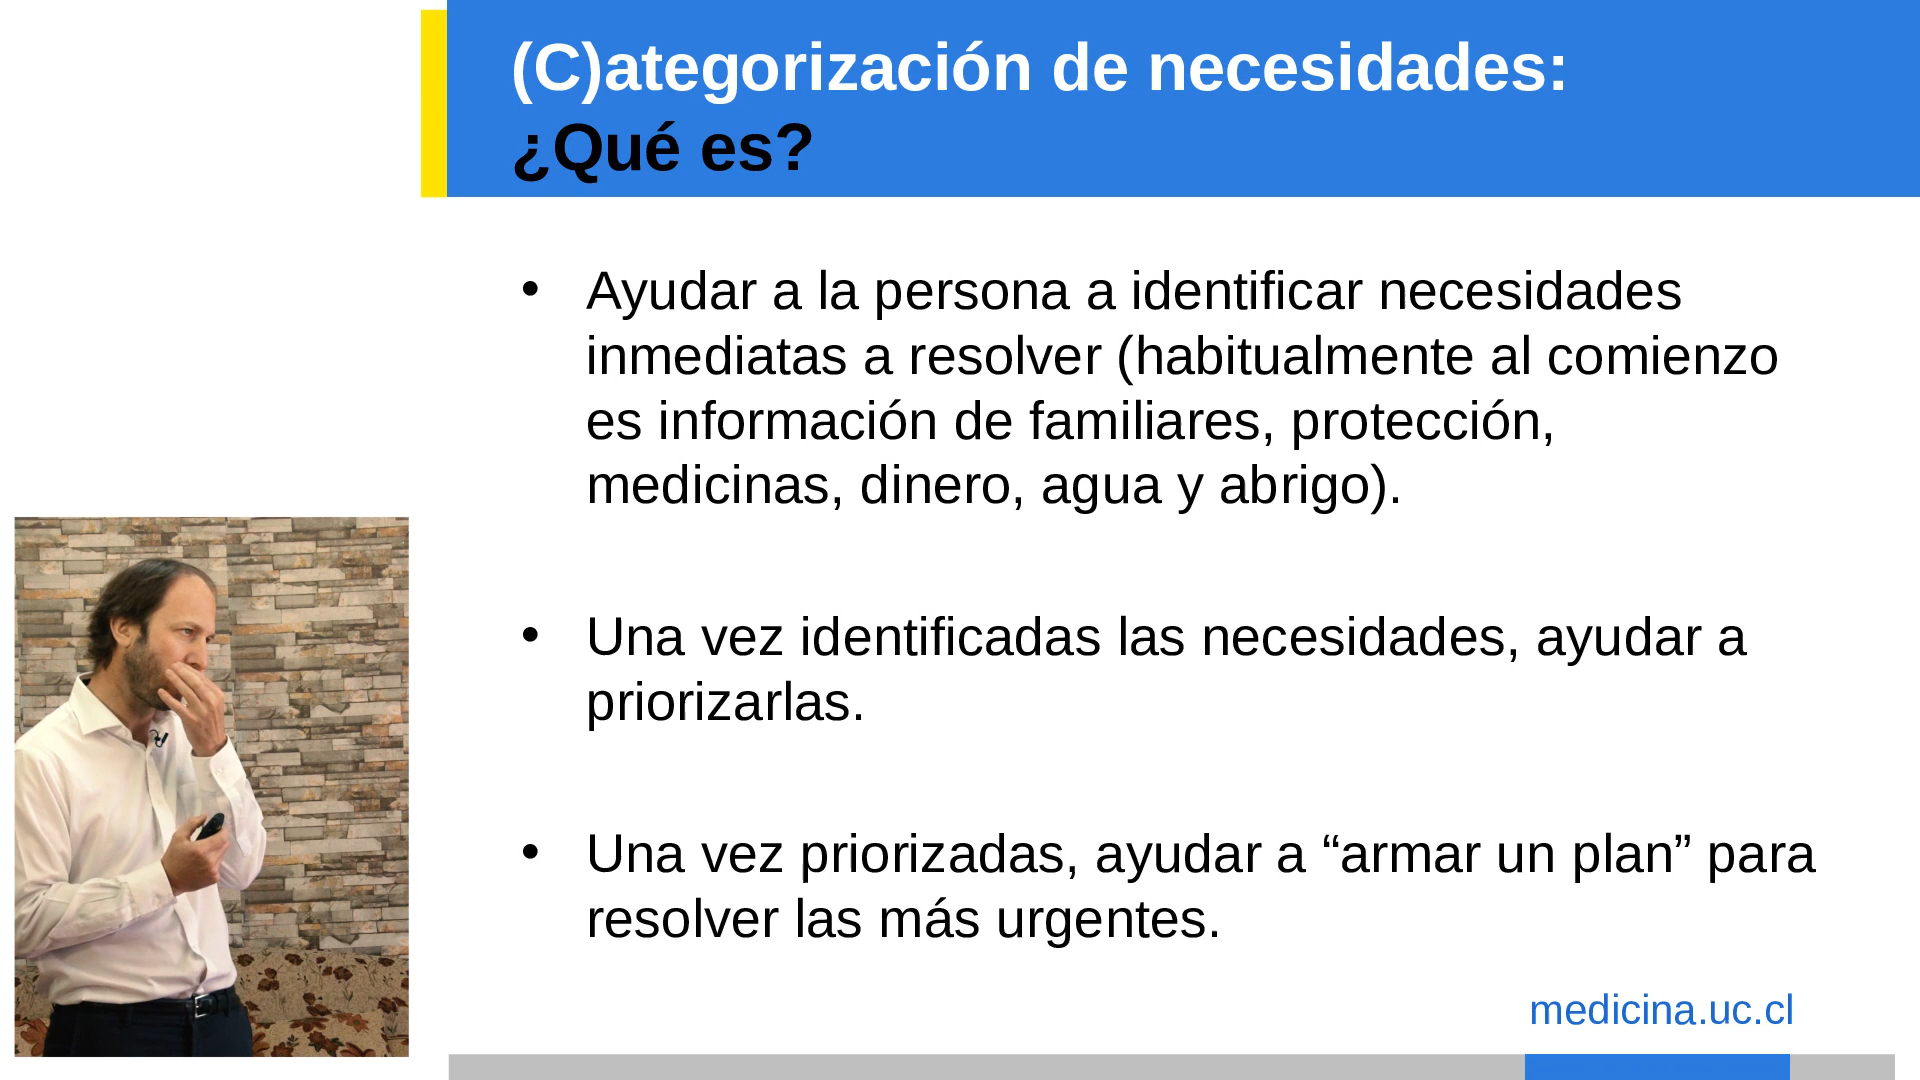 (C)ategorización de necesidades:
¿Qué es?
• Ayudar a la persona a identificar necesidades
inmediatas a resolver (habitualmente al comienzo
es información de familiares, protección,
medicinas, dinero, agua y abrigo).
• Una vez identificadas las necesidades, ayudar a
priorizarlas.
• Una vez priorizadas, ayudar a “armar un plan” para
resolver las más urgentes.
medicina.uc.cl